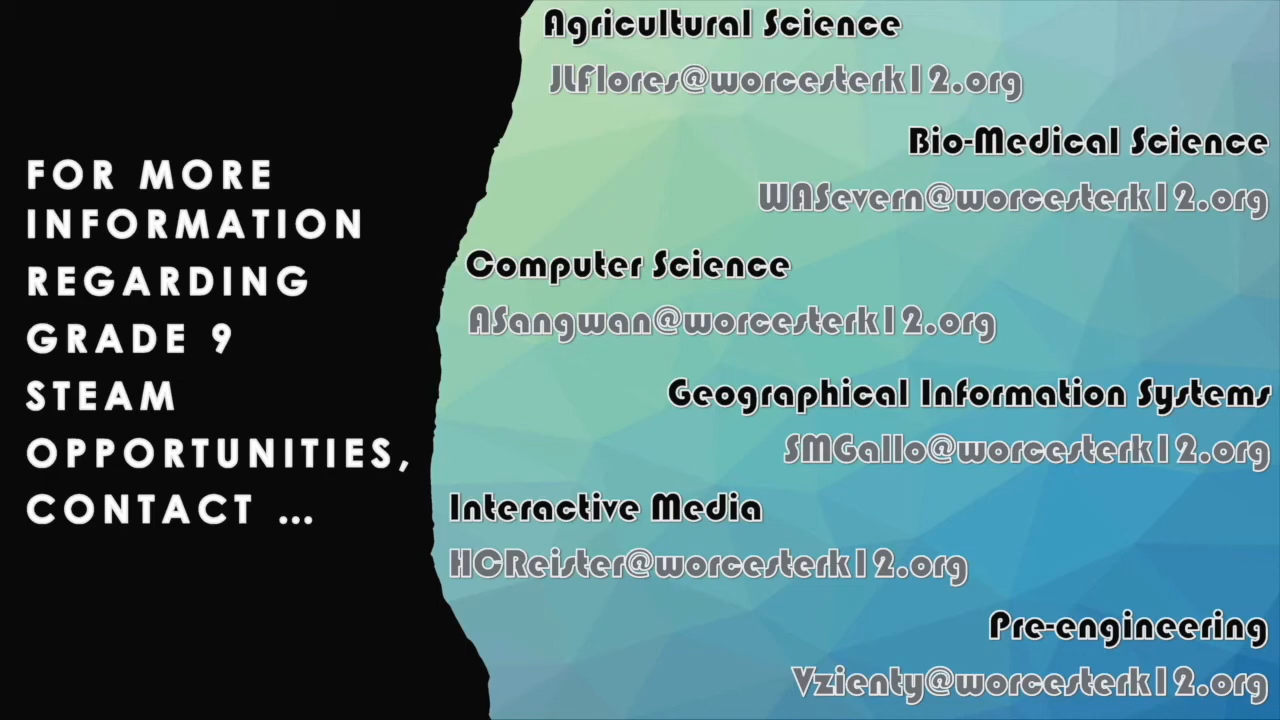 FOR MORE
INFORMATION
REGARDING
GRADE 9
STEAM
OPPORTUNITIES,
CONTACT ...
Agricultural Science
JLFlores@worcesterk12.org
Bio-Medical Science
WASevern@worcesterk12.org
Computer Science
ASangwan@worcesterk12.org
Geographical Information Systems
SMGallo@worcesterk12.org
Interactive Media
HCReister@worcesterk12.org
Pre-engineering
Vzienty@worcesterk12.org